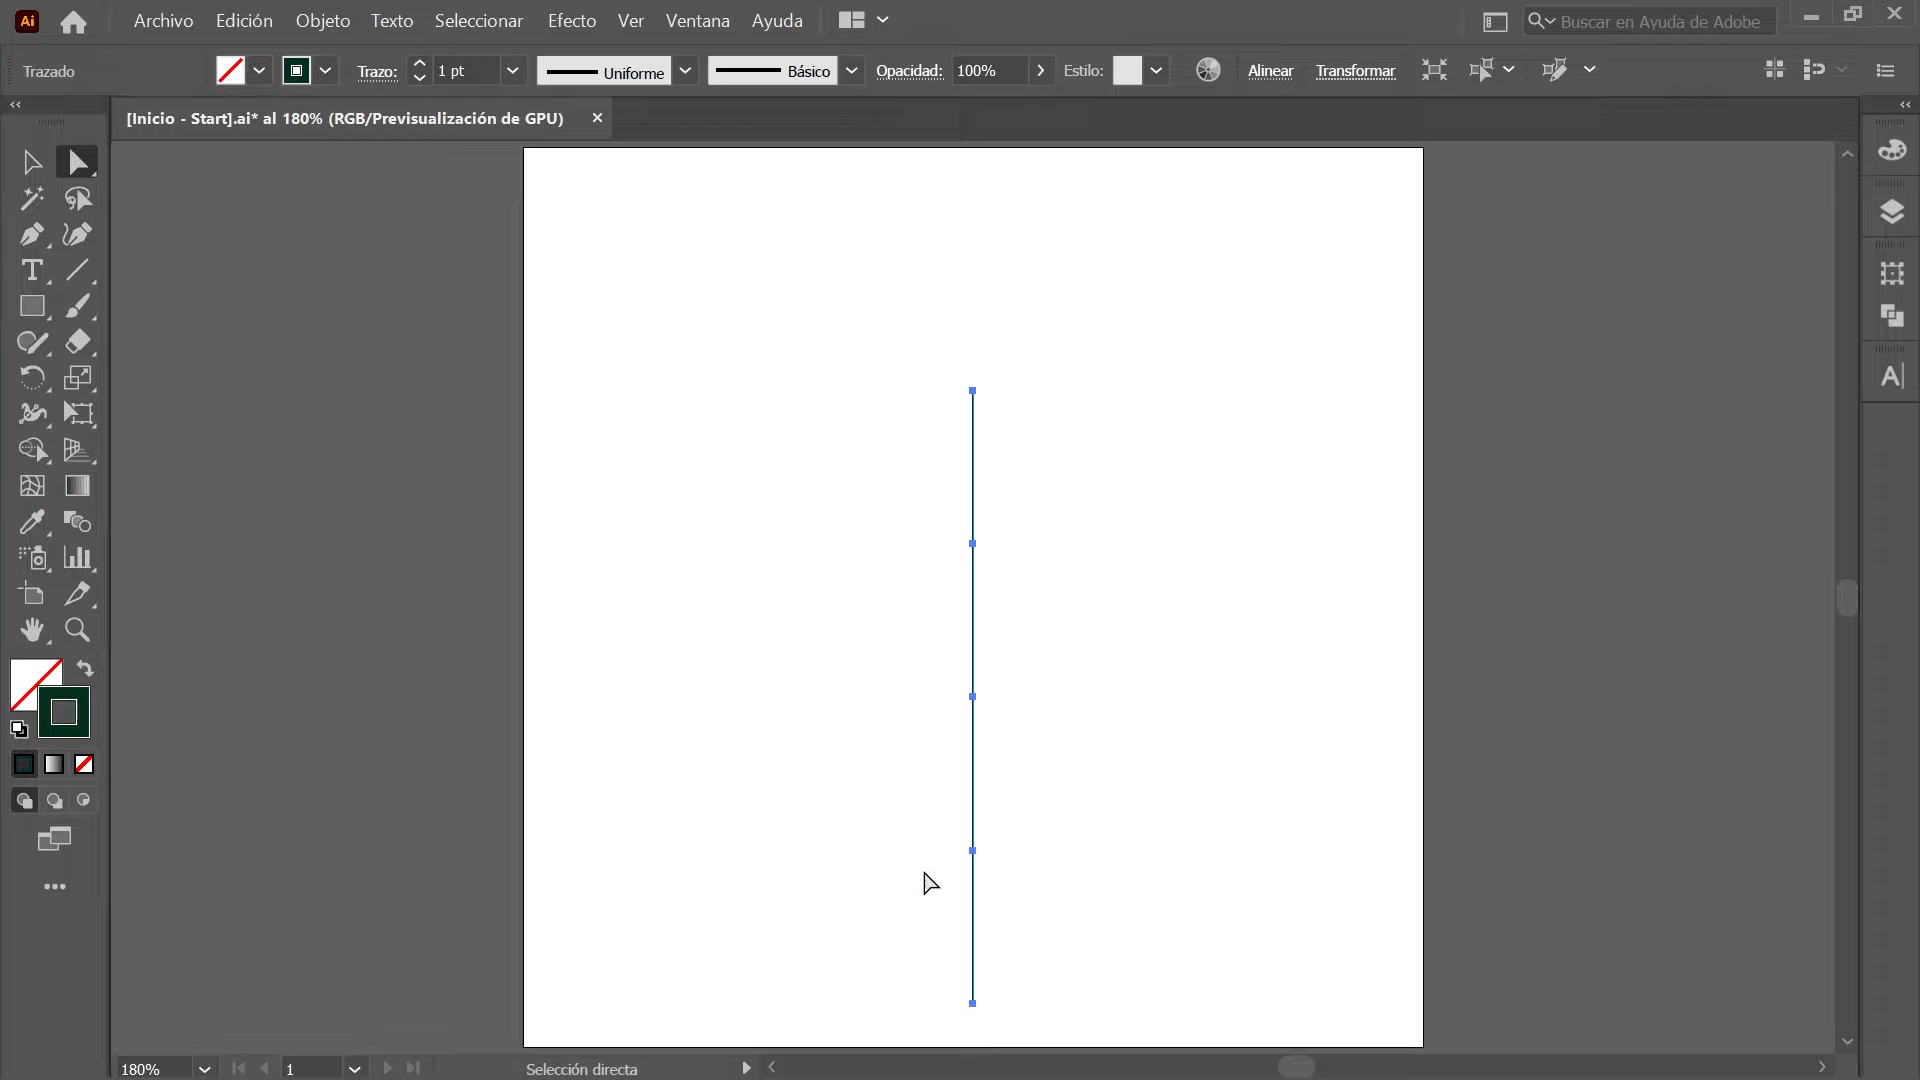 Ai
Archivo Edición Objeto Texto Seleccionar Efecto Ver Ventana Ayuda Buscar en Ayuda de Adobe
Trazado Trazo: 1 pt Uniforme Básico Opacidad: 100% Estilo: Alinear Transformar
[Inicio - Start].ai* al 180% (RGB/Previsualización de GPU)
180% 1 Selección directa